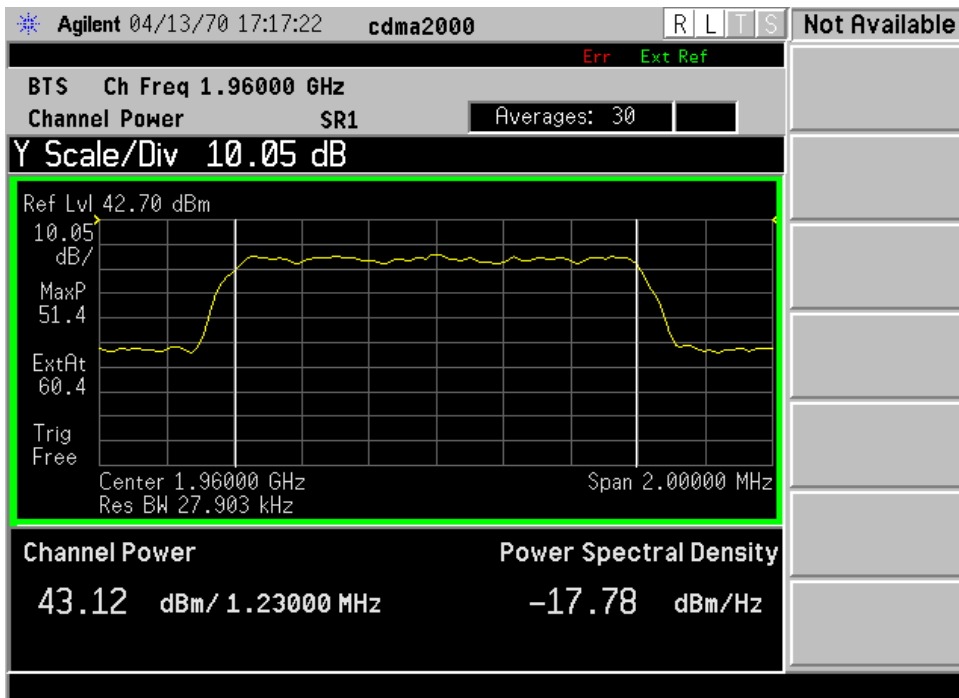 Agilent 04/13/70 17:17:22 cdma2000 R L T S Not Available
Err Ext Ref
BTS Ch Freq 1.96000 GHz
Channel Power SR1 Averages: 30
Y Scale/Div 10.05 dB
Ref Lvl 42.70 dBm
10.05
dB/
MaxP
51.4
ExtAt
60.4
Trig
Free
Center 1.96000 GHz Span 2.00000 MHz
Res BW 27.903 kHz
Channel Power Power Spectral Density
43.12 dBm/ 1.23000 MHz -17.78 dBm/Hz